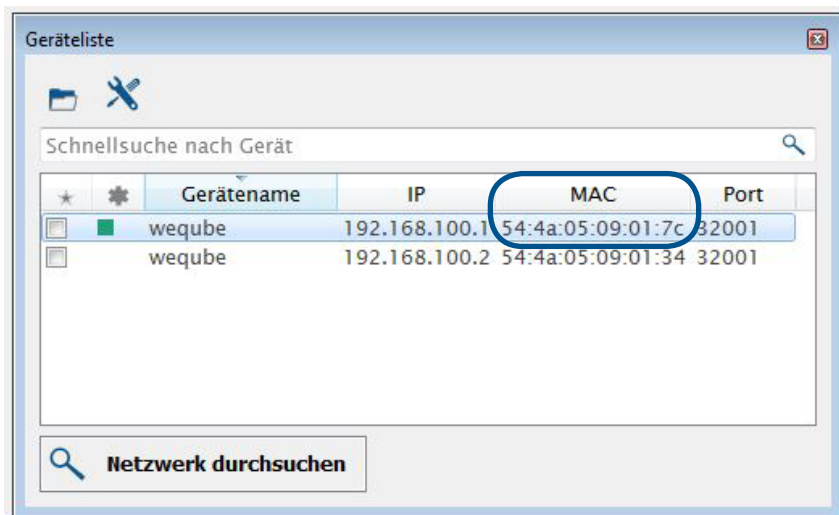 Geräteliste
Schnellsuche nach Gerät
Gerätename IP MAC Port
weqube 192.168.100.1 54:4a:05:09:01:7c 32001
weqube 192.168.100.2 54:4a:05:09:01:34 32001
Netzwerk durchsuchen